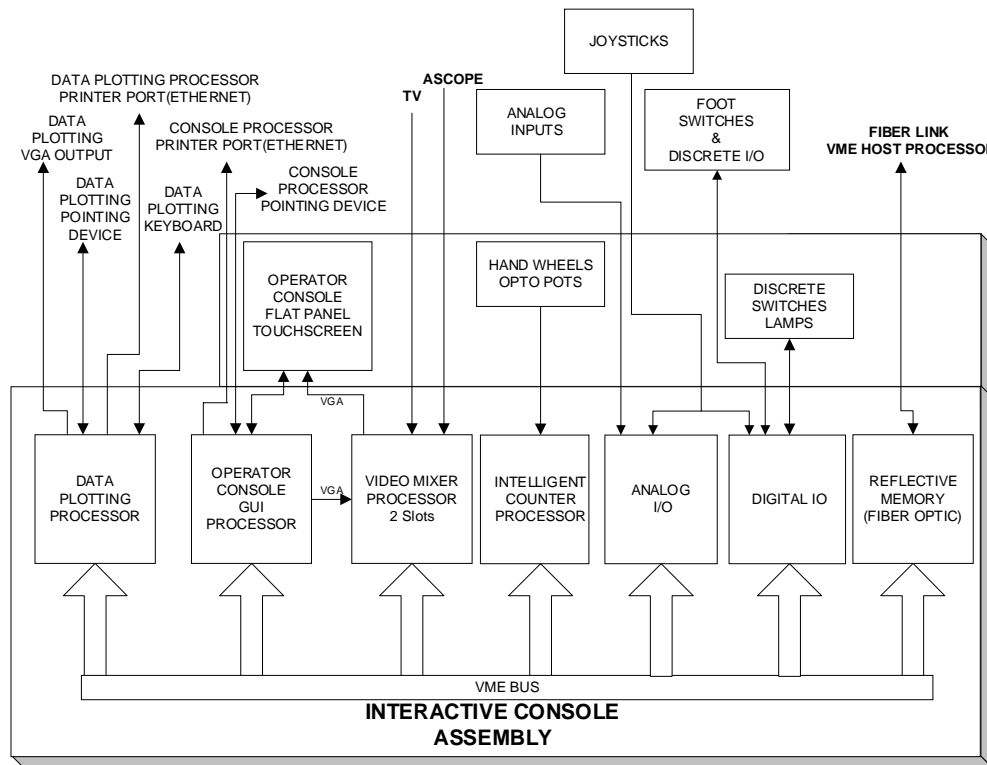 JOYSTICKS
DATA PLOTTING PROCESSOR
PRINTER PORT(ETHERNET)
DATA
PLOTTING
VGA OUTPUT
CONSOLE PROCESSOR
PRINTER PORT(ETHERNET)
DATA
PLOTTING
POINTING
DEVICE
DATA
PLOTTING
KEYBOARD
CONSOLE
PROCESSOR
POINTING DEVICE
TV
ASCOPE
ANALOG
INPUTS
FOOT
SWITCHES
&
DISCRETE I/O
FIBER LINK
VME HOST PROCESSOR
OPERATOR
CONSOLE
FLAT PANEL
TOUCHSCREEN
HAND WHEELS
OPTO POTS
DISCRETE
SWITCHES
LAMPS
VGA
DATA
PLOTTING
PROCESSOR
OPERATOR
CONSOLE
GUI
PROCESSOR
VGA
VIDEO MIXER
PROCESSOR
2 Slots
INTELLIGENT
COUNTER
PROCESSOR
ANALOG
I/O
DIGITAL IO
REFLECTIVE
MEMORY
(FIBER OPTIC)
VME BUS
INTERACTIVE CONSOLE
ASSEMBLY